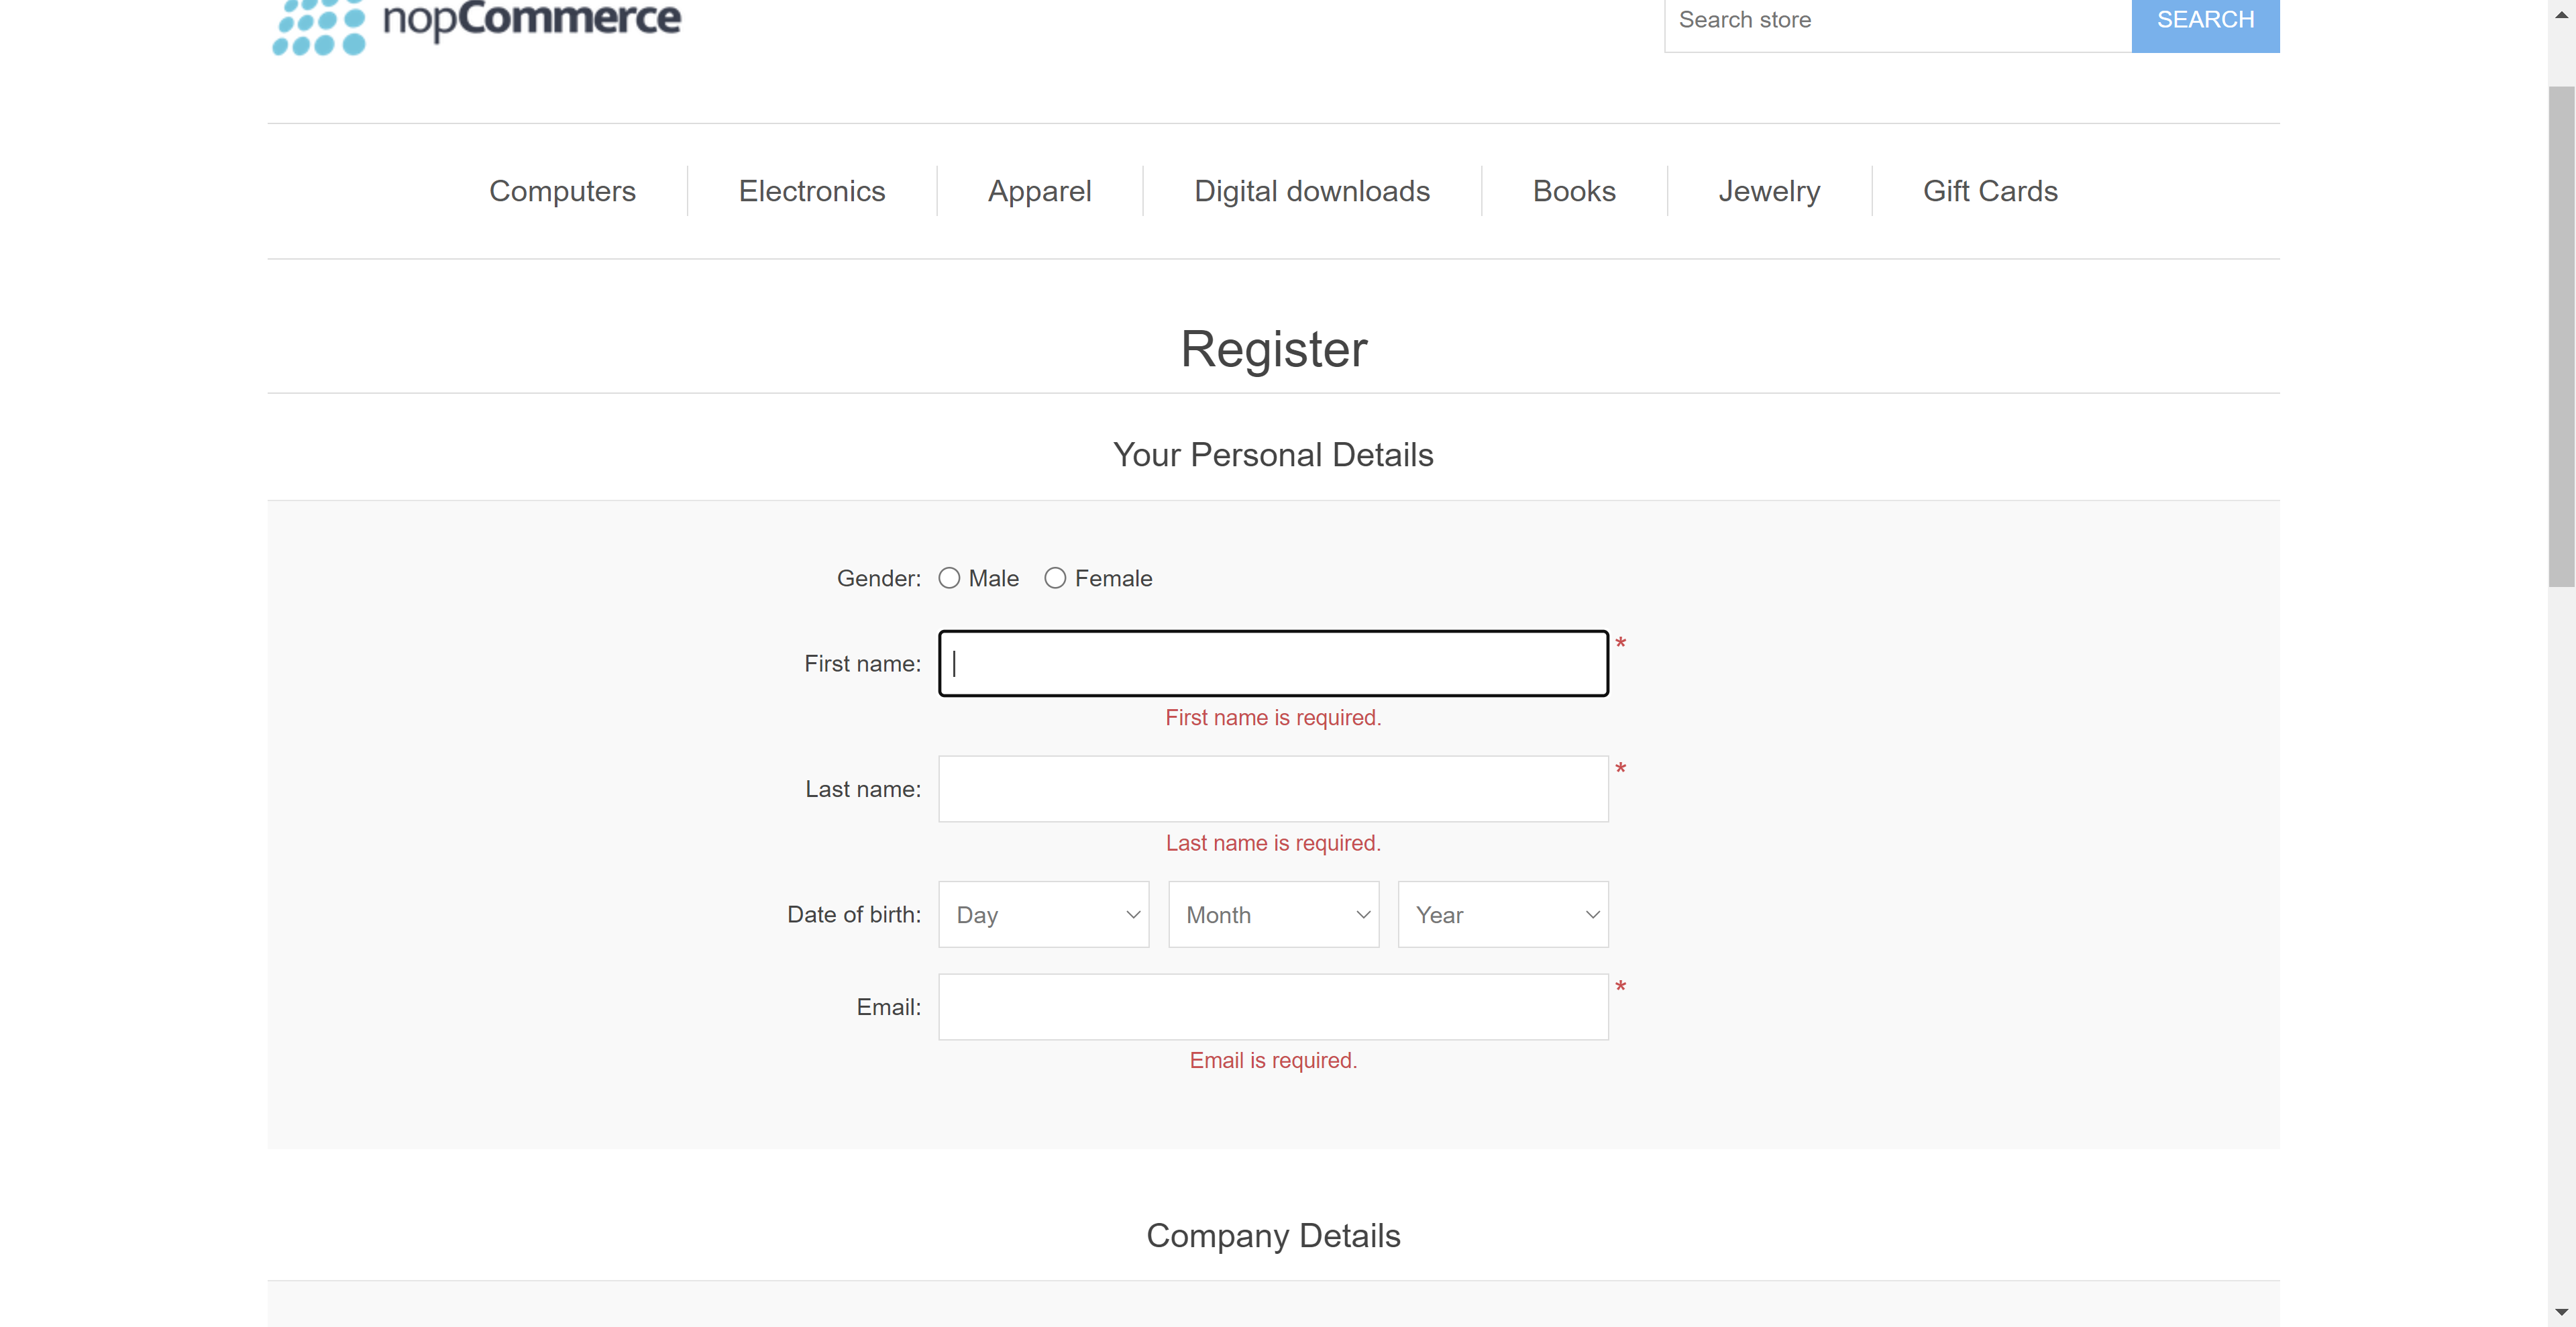 nopCommerce
Search store
SEARCH
Computers
Electronics
Apparel
Digital downloads
Books
Jewelry
Gift Cards
Register
Your Personal Details
Gender: Male Female
First name: *
First name is required.
Last name: *
Last name is required.
Date of birth: Day Month Year
Email: *
Email is required.
Company Details